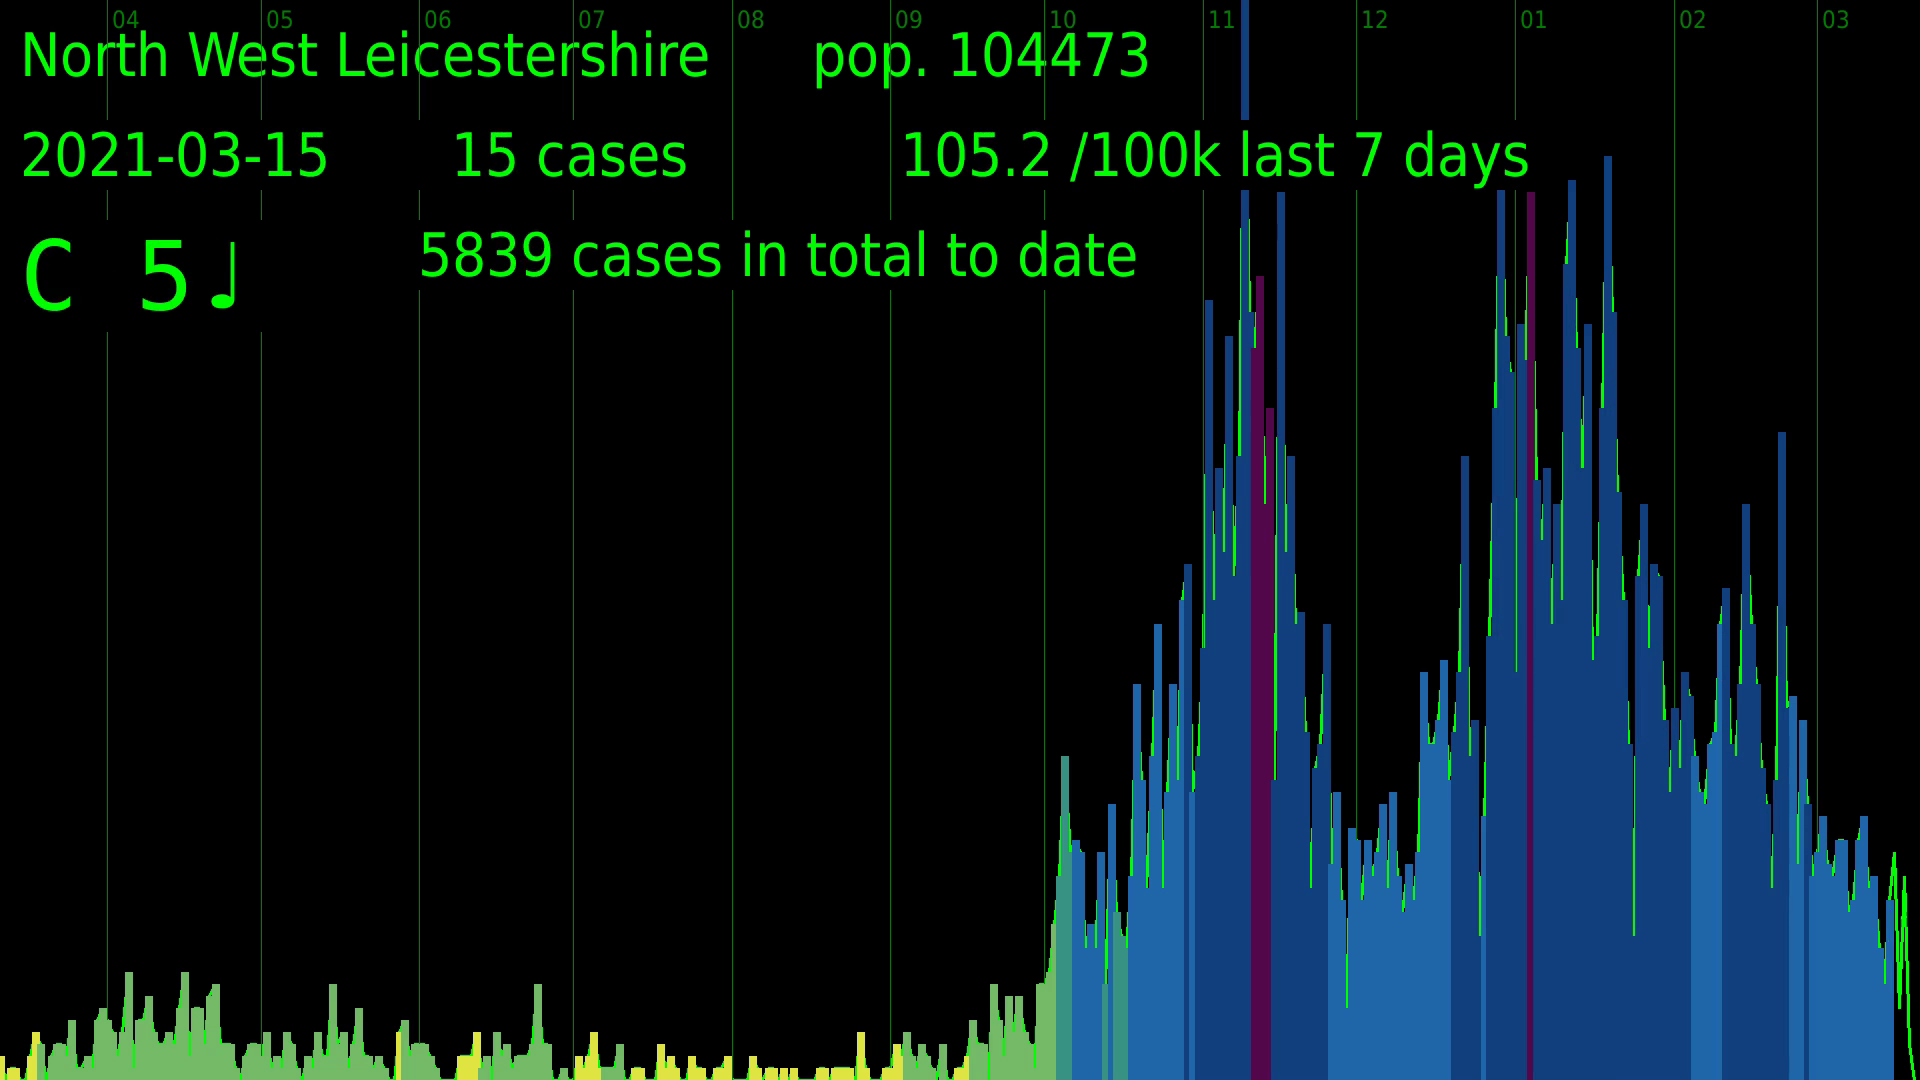 04 05 06 07 08 09 10 11 12 01 02 03
North West Leicestershire pop. 104473
2021-03-15 15 cases 105.2 /100k last 7 days
C 5♩ 5839 cases in total to date